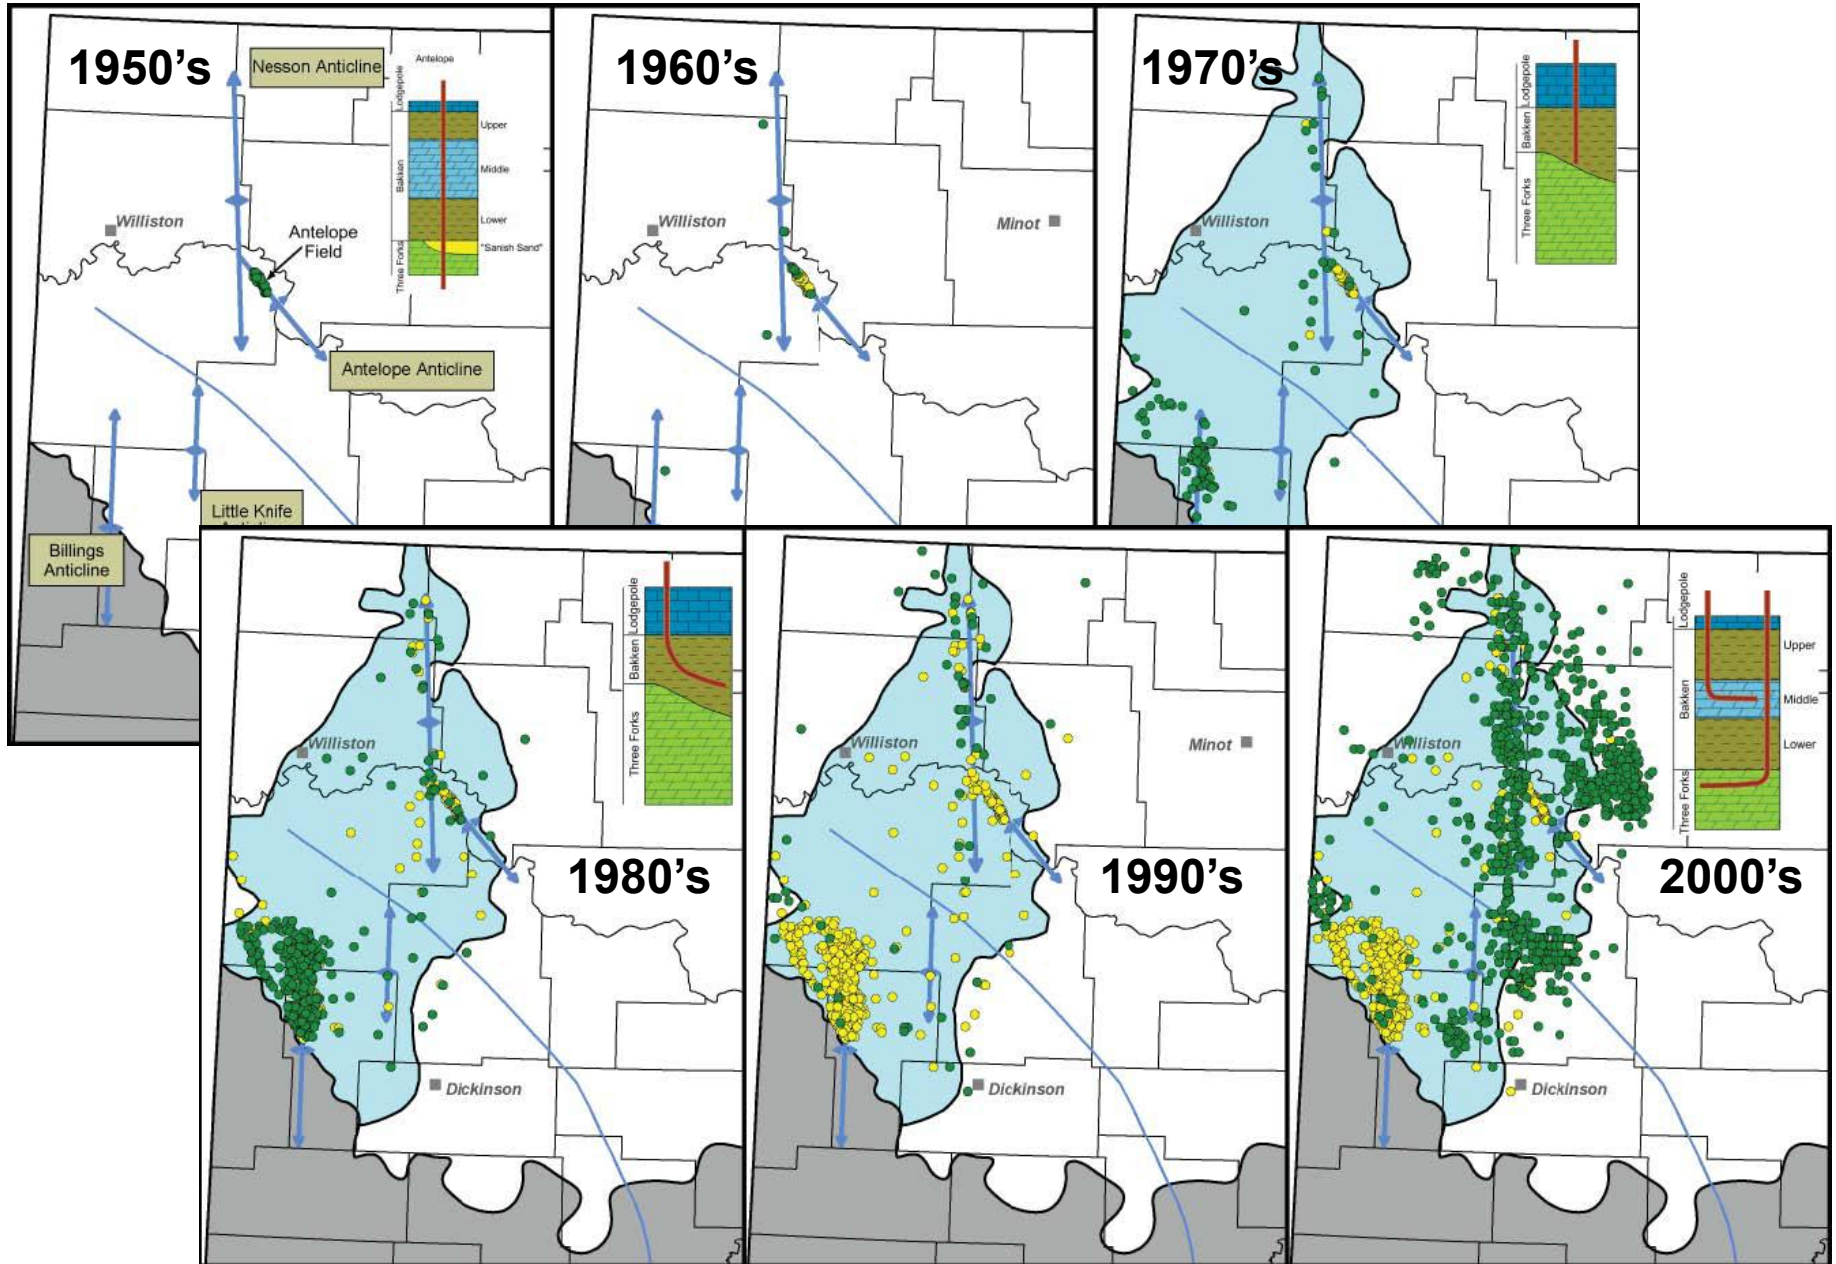 1950's
Nesson Anticline
Antelope
Lodgepole
Bakken
Three Forks
Upper
Middle
Lower
"Sanish Sand"
Williston
Antelope
Field
Antelope Anticline
Little Knife
Billings
Anticline
1960's
Williston
Minot
1970's
Williston
Lodgepole
Bakken
Three Forks
1980's
Williston
Dickinson
Lodgepole
Bakken
Three Forks
1990's
Williston
Minot
Dickinson
2000's
Williston
Dickinson
Lodgepole
Bakken
Three Forks
Upper
Middle
Lower